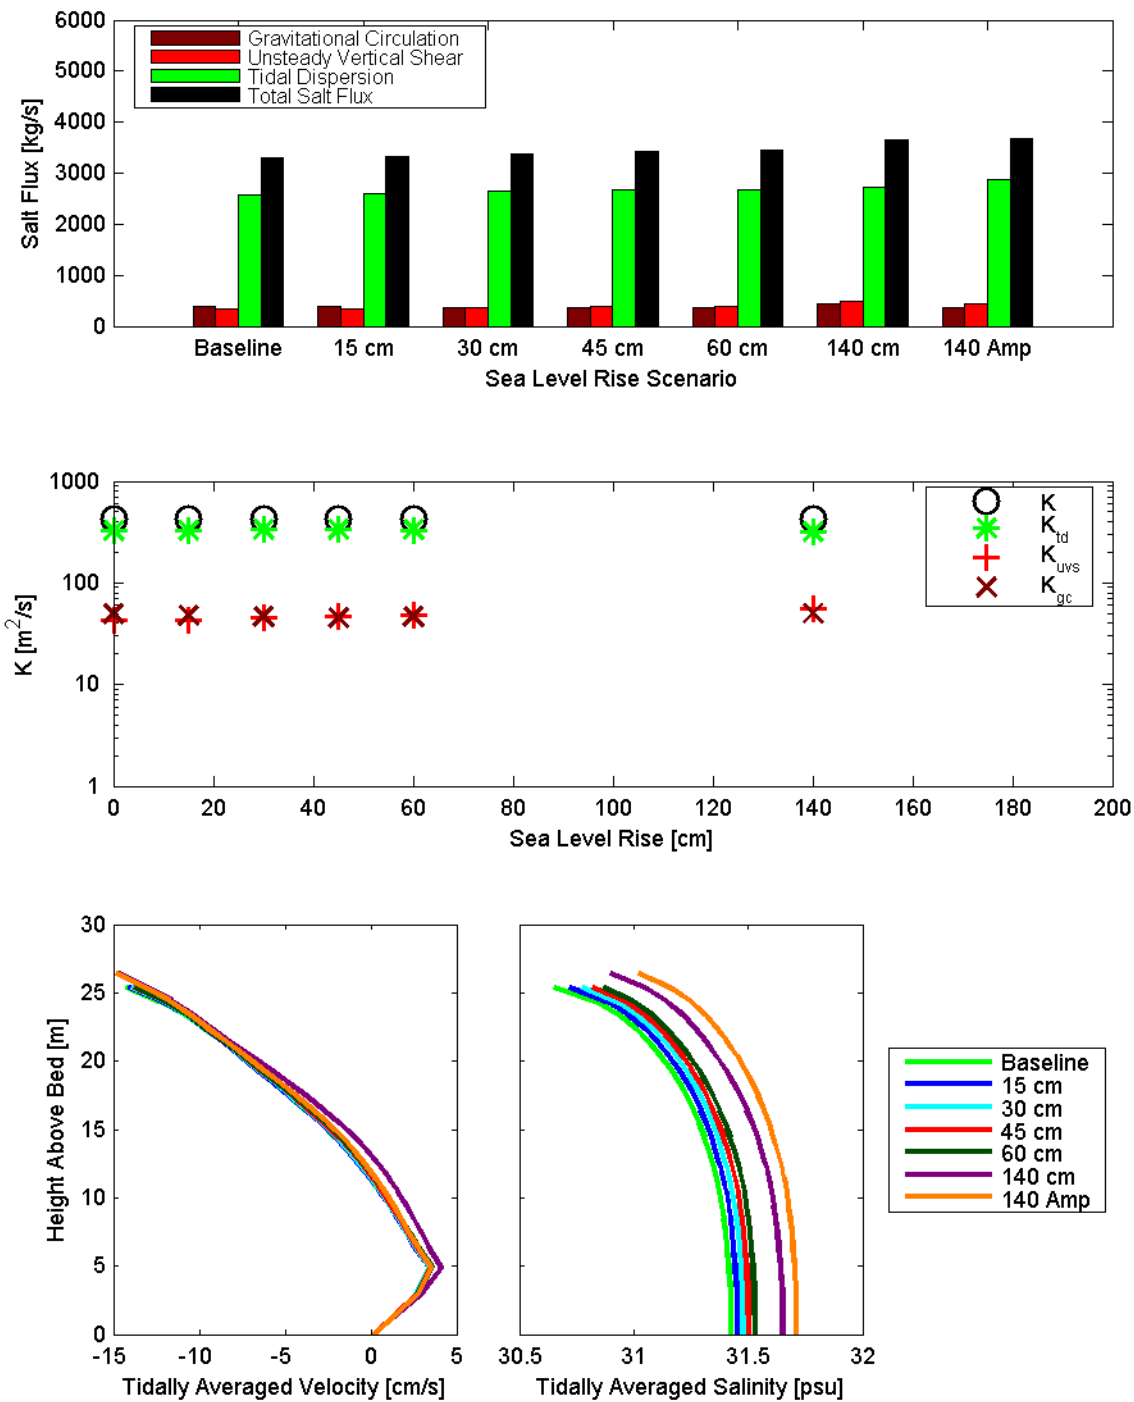 6000
5000
4000
3000
2000
1000
0
Salt Flux [kg/s]
Gravitational Circulation
Unsteady Vertical Shear
Tidal Dispersion
Total Salt Flux
Baseline 15 cm 30 cm 45 cm 60 cm 140 cm 140 Amp
Sea Level Rise Scenario
1000
100
10
1
K [m²/s]
K
K_td
K_uvs
K_gc
0 20 40 60 80 100 120 140 160 180 200
Sea Level Rise [cm]
30
25
20
15
10
5
0
Height Above Bed [m]
-15 -10 -5 0 5
Tidally Averaged Velocity [cm/s]
30.5 31 31.5 32
Tidally Averaged Salinity [psu]
Baseline
15 cm
30 cm
45 cm
60 cm
140 cm
140 Amp